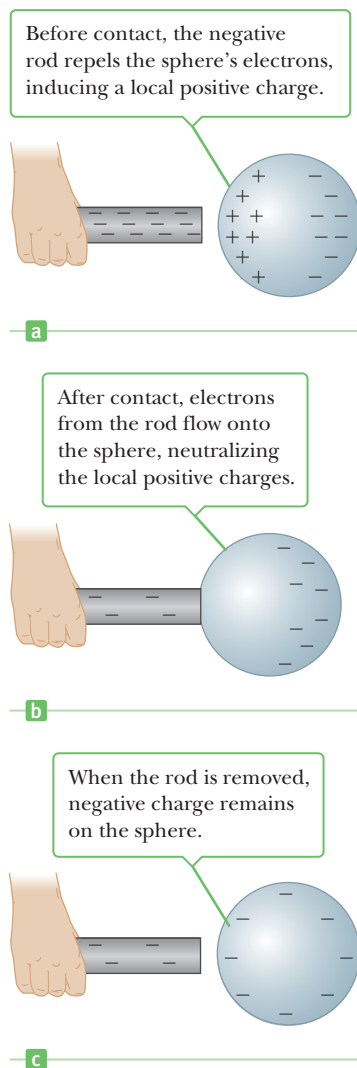 Before contact, the negative
rod repels the sphere's electrons,
inducing a local positive charge.
a
After contact, electrons
from the rod flow onto
the sphere, neutralizing
the local positive charges.
b
When the rod is removed,
negative charge remains
on the sphere.
c